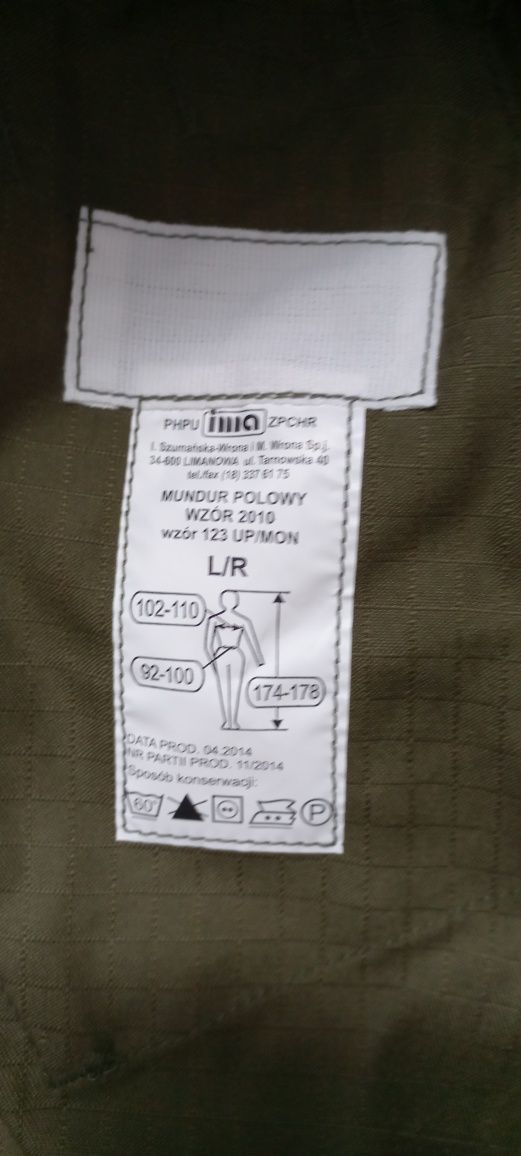 PHPU ima ZPCHR
I. Szumańska-Wrona i M. Wrona Sp.j.
34-600 LIMANOWA ul. Tarnowska 40
tel./fax (18) 337 61 75
MUNDUR POLOWY
WZÓR 2010
wzór 123 UP/MON
L/R
102-110
92-100
174-178
DATA PROD. 04.2014
NR PARTII PROD. 11/2014
Sposób konserwacji:
60° P